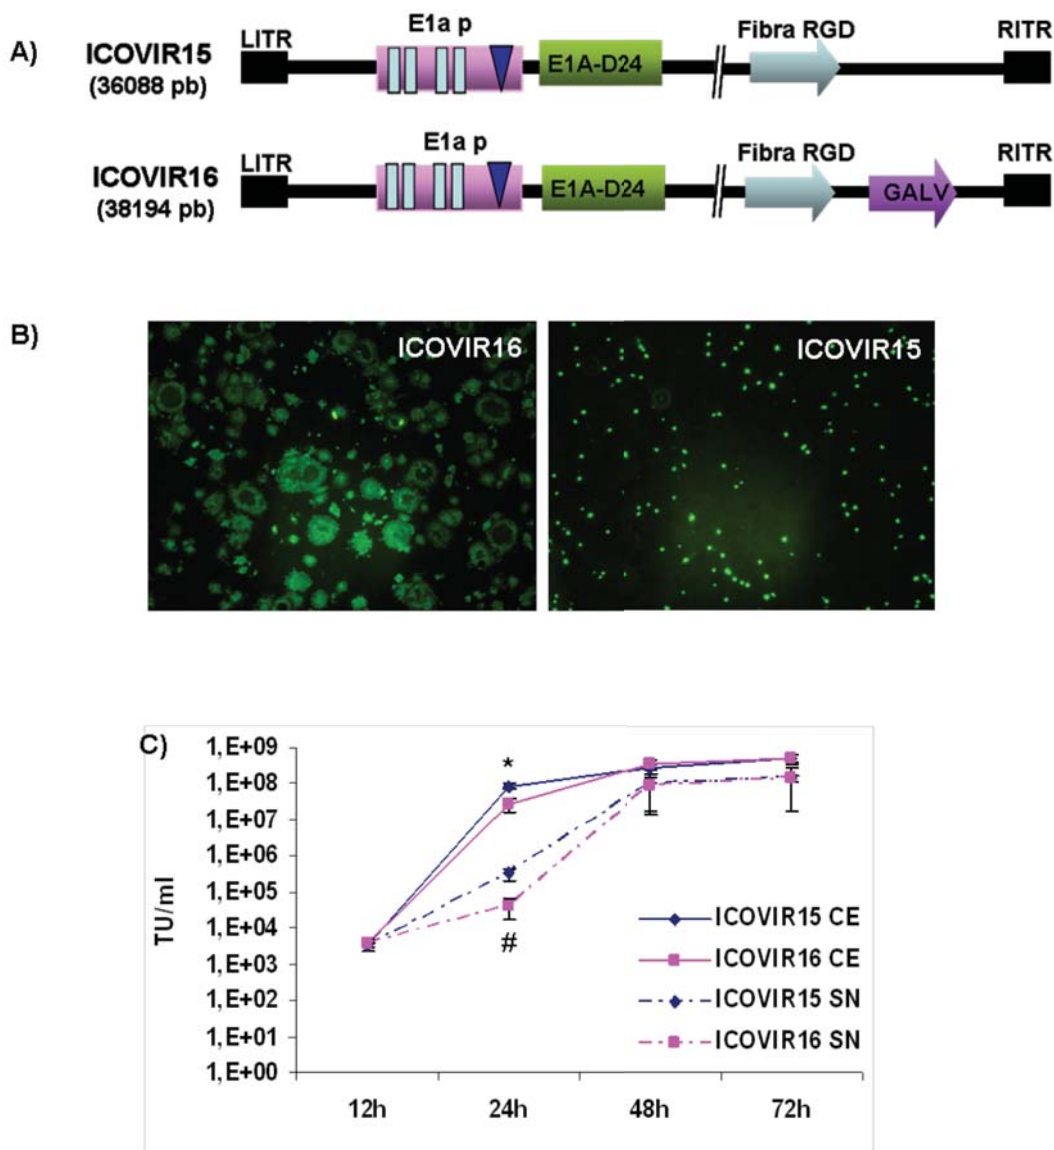 A)
ICOVIR15
(36088 pb)
LITR
E1a p
E1A-D24
Fibra RGD
RITR
ICOVIR16
(38194 pb)
LITR
E1a p
E1A-D24
Fibra RGD
GALV
RITR
B)
ICOVIR16
ICOVIR15
C)
1,E+09
1,E+08
1,E+07
1,E+06
1,E+05
1,E+04
1,E+03
1,E+02
1,E+01
1,E+00
TU/ml
*
#
ICOVIR15 CE
ICOVIR16 CE
ICOVIR15 SN
ICOVIR16 SN
12h
24h
48h
72h